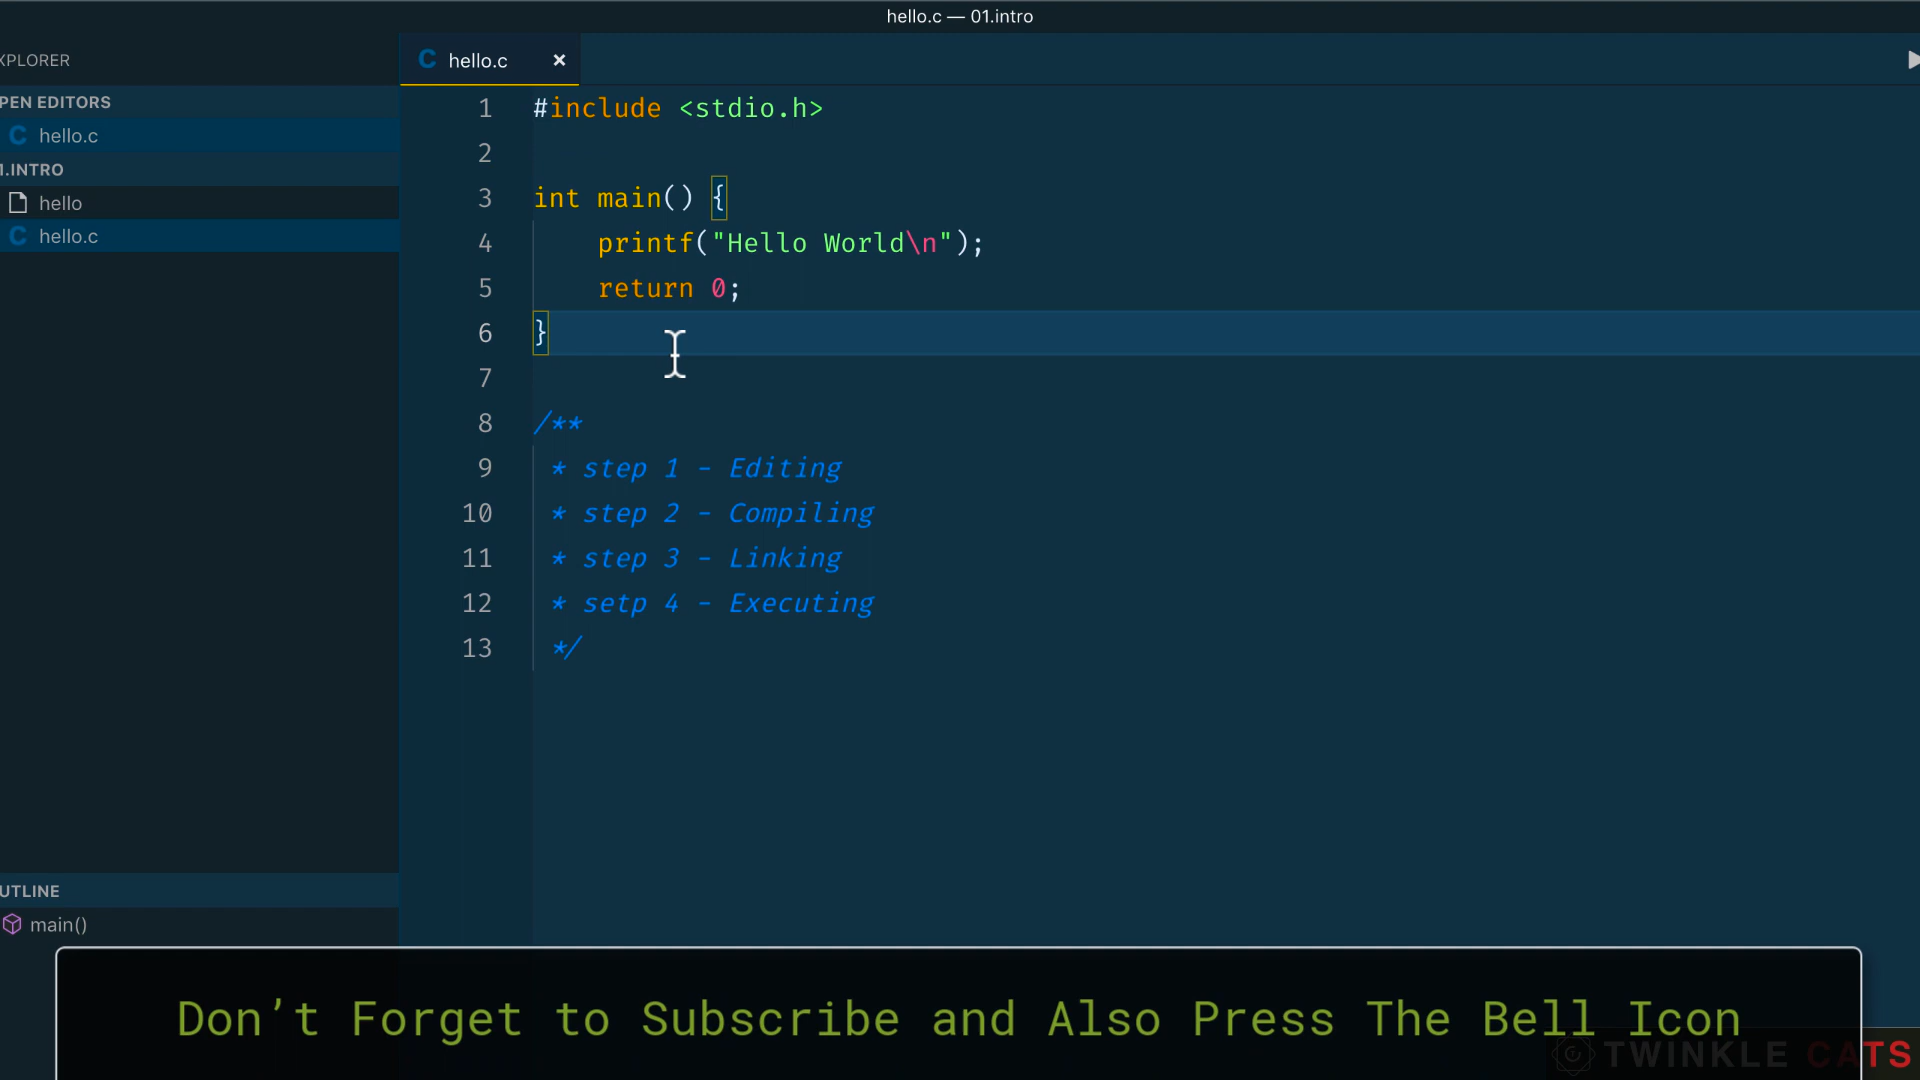 hello.c — 01.intro
XPLORER
PEN EDITORS
C hello.c
1.INTRO
hello
C hello.c
UTLINE
main()
C hello.c ×
1 #include <stdio.h>
2
3 int main() {
4 printf("Hello World\n");
5 return 0;
6 }
7
8 /**
9 * step 1 - Editing
10 * step 2 - Compiling
11 * step 3 - Linking
12 * setp 4 - Executing
13 */
Don’t Forget to Subscribe and Also Press The Bell Icon
TWINKLE CATS